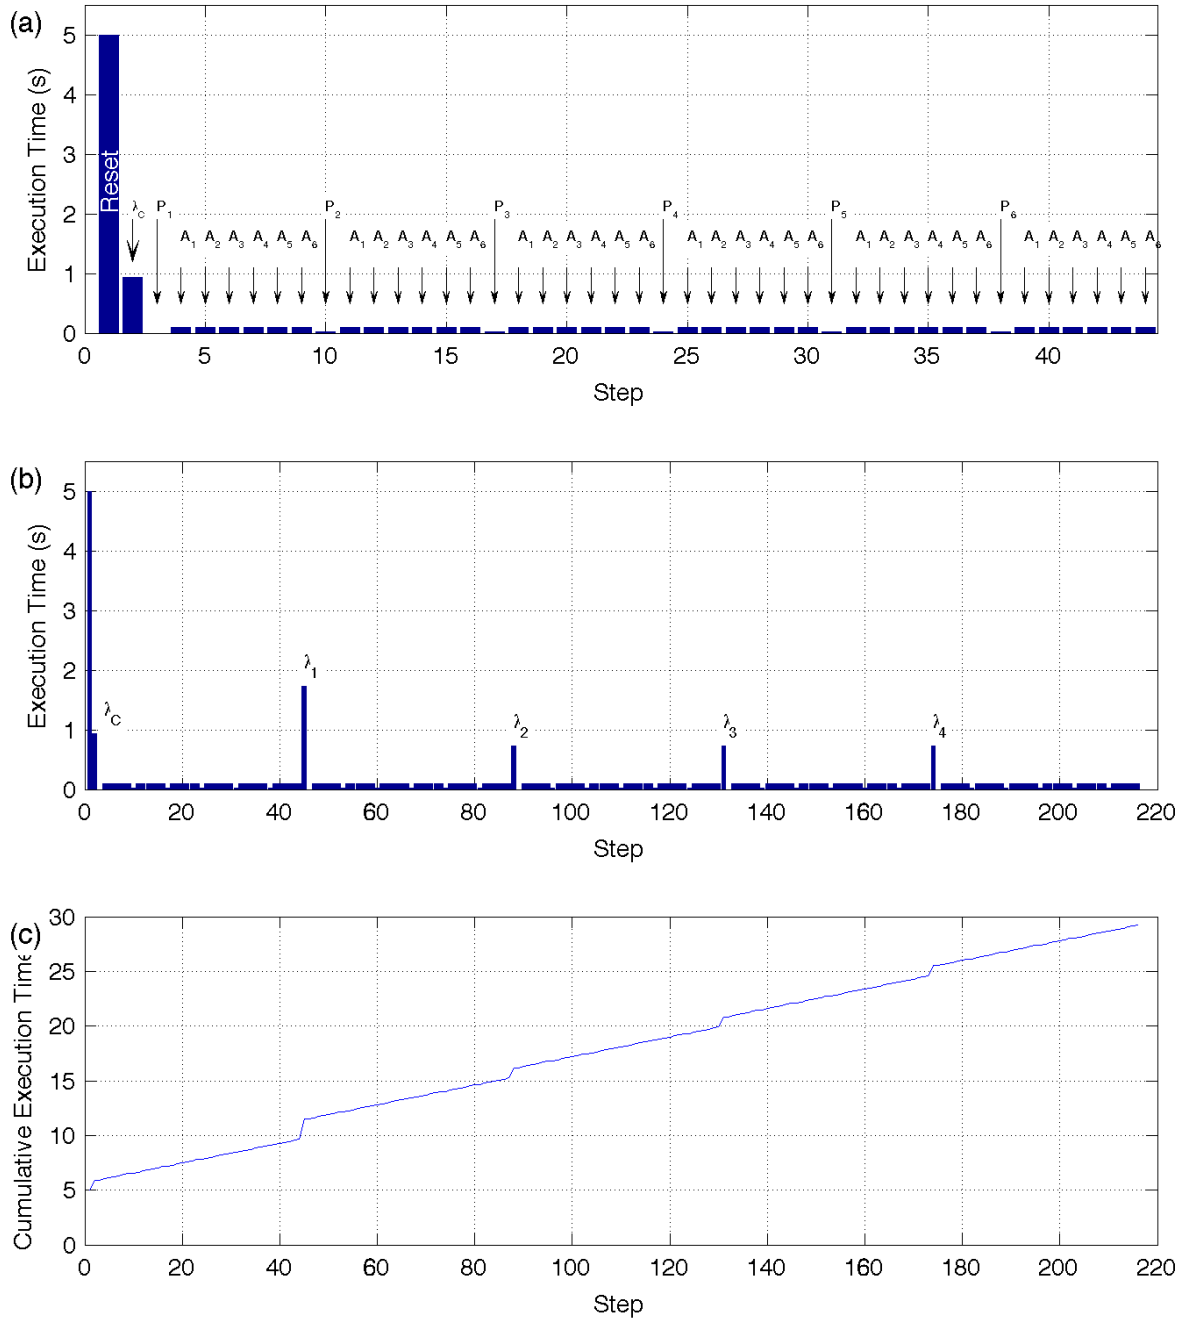 (a)
Execution Time (s)
5
4
3
2
1
0
Reset
λC P1 P2 P3 P4 P5 P6
A1 A2 A3 A4 A5 A6 A1 A2 A3 A4 A5 A6 A1 A2 A3 A4 A5 A6 A1 A2 A3 A4 A5 A6 A1 A2 A3 A4 A5 A6 A1 A2 A3 A4 A5 A6
0 5 10 15 20 25 30 35 40
Step
(b)
Execution Time (s)
5
4
3
2
1
0
λC λ1 λ2 λ3 λ4
0 20 40 60 80 100 120 140 160 180 200 220
Step
(c)
Cumulative Execution Time
30
25
20
15
10
5
0
0 20 40 60 80 100 120 140 160 180 200 220
Step